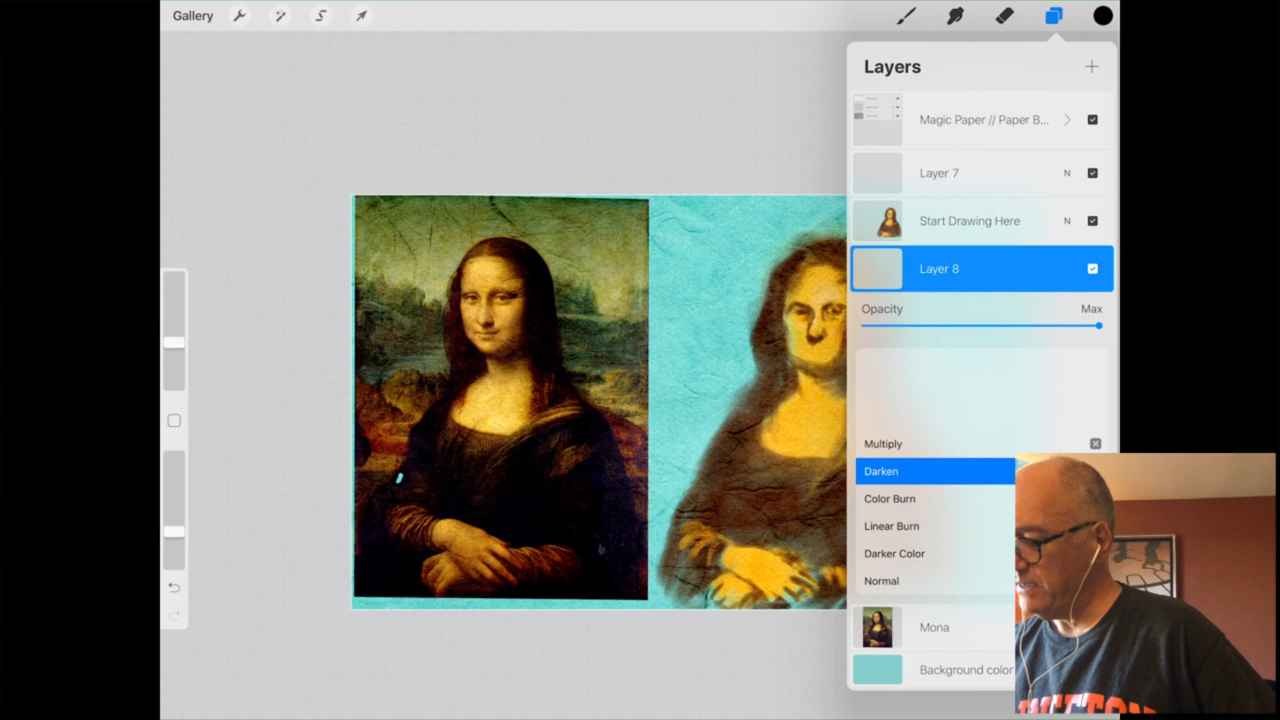 Gallery
Layers
Magic Paper // Paper B...
Layer 7 N
Start Drawing Here N
Layer 8
Opacity Max
Multiply
Darken
Color Burn
Linear Burn
Darker Color
Normal
Mona
Background color